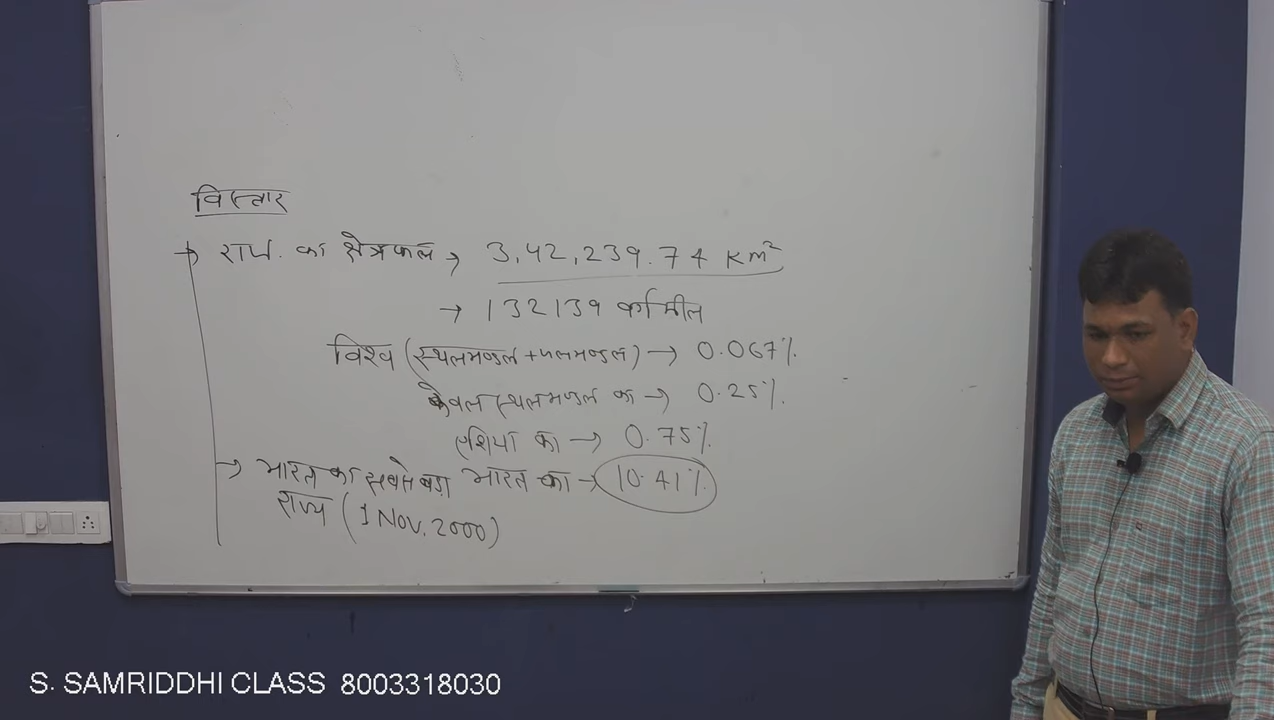 विस्तार
→ राज. का क्षेत्रफल → 3,42,239.74 Km²
→ 132139 वर्गमील
विश्व (स्थलमण्डल + जलमण्डल) → 0.067%
केवल स्थलमण्डल का → 0.25%
एशिया का → 0.75%
→ भारत का सबसे बड़ा भारत का → 10.41%
राज्य (1 Nov. 2000)
S. SAMRIDDHI CLASS 8003318030